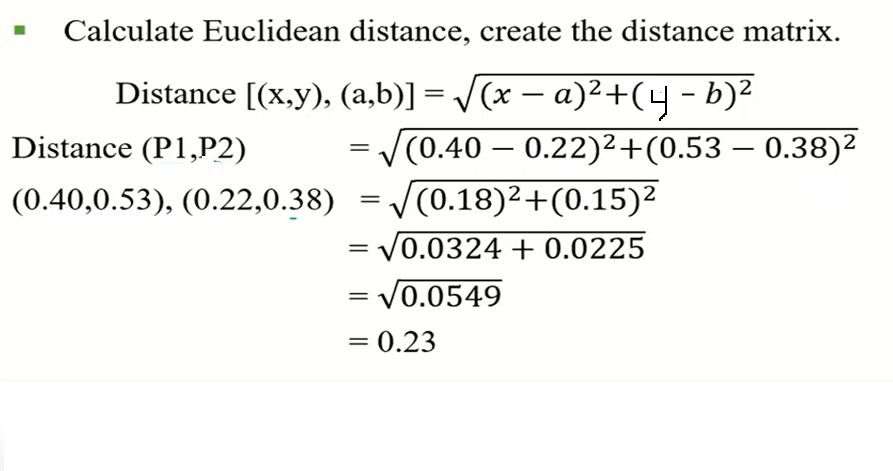 ▪ Calculate Euclidean distance, create the distance matrix.
Distance [(x,y), (a,b)] = √(x − a)²+(y − b)²
Distance (P1,P2) = √(0.40 − 0.22)²+(0.53 − 0.38)²
(0.40,0.53), (0.22,0.38) = √(0.18)²+(0.15)²
= √0.0324 + 0.0225
= √0.0549
= 0.23